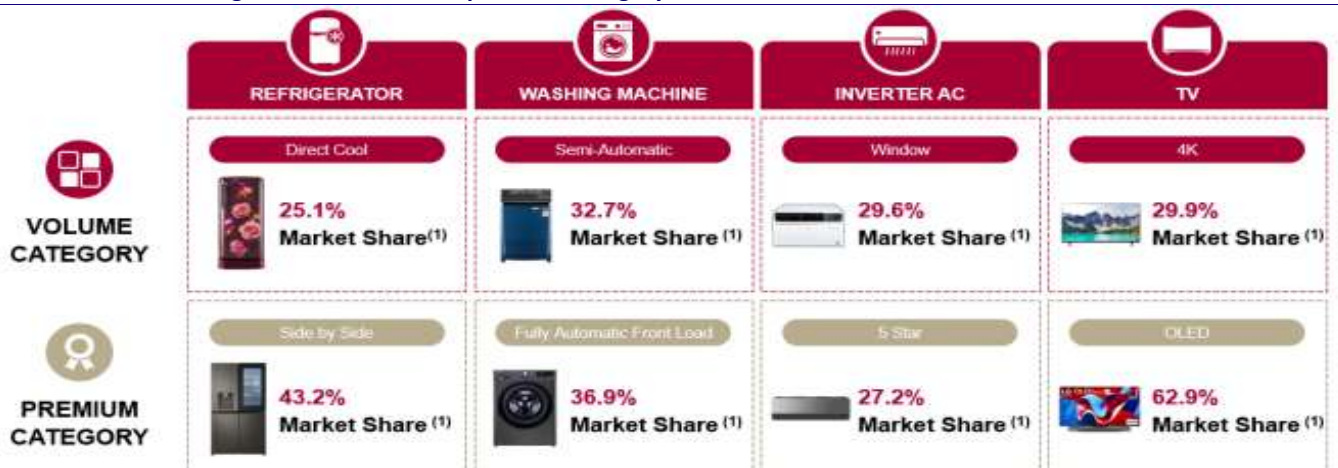 REFRIGERATOR
WASHING MACHINE
INVERTER AC
TV
VOLUME
CATEGORY
Direct Cool
25.1%
Market Share(1)
Semi-Automatic
32.7%
Market Share (1)
Window
29.6%
Market Share (1)
4K
29.9%
Market Share (1)
PREMIUM
CATEGORY
Side by Side
43.2%
Market Share (1)
Fully Automatic Front Load
36.9%
Market Share (1)
5 Star
27.2%
Market Share (1)
OLED
62.9%
Market Share (1)